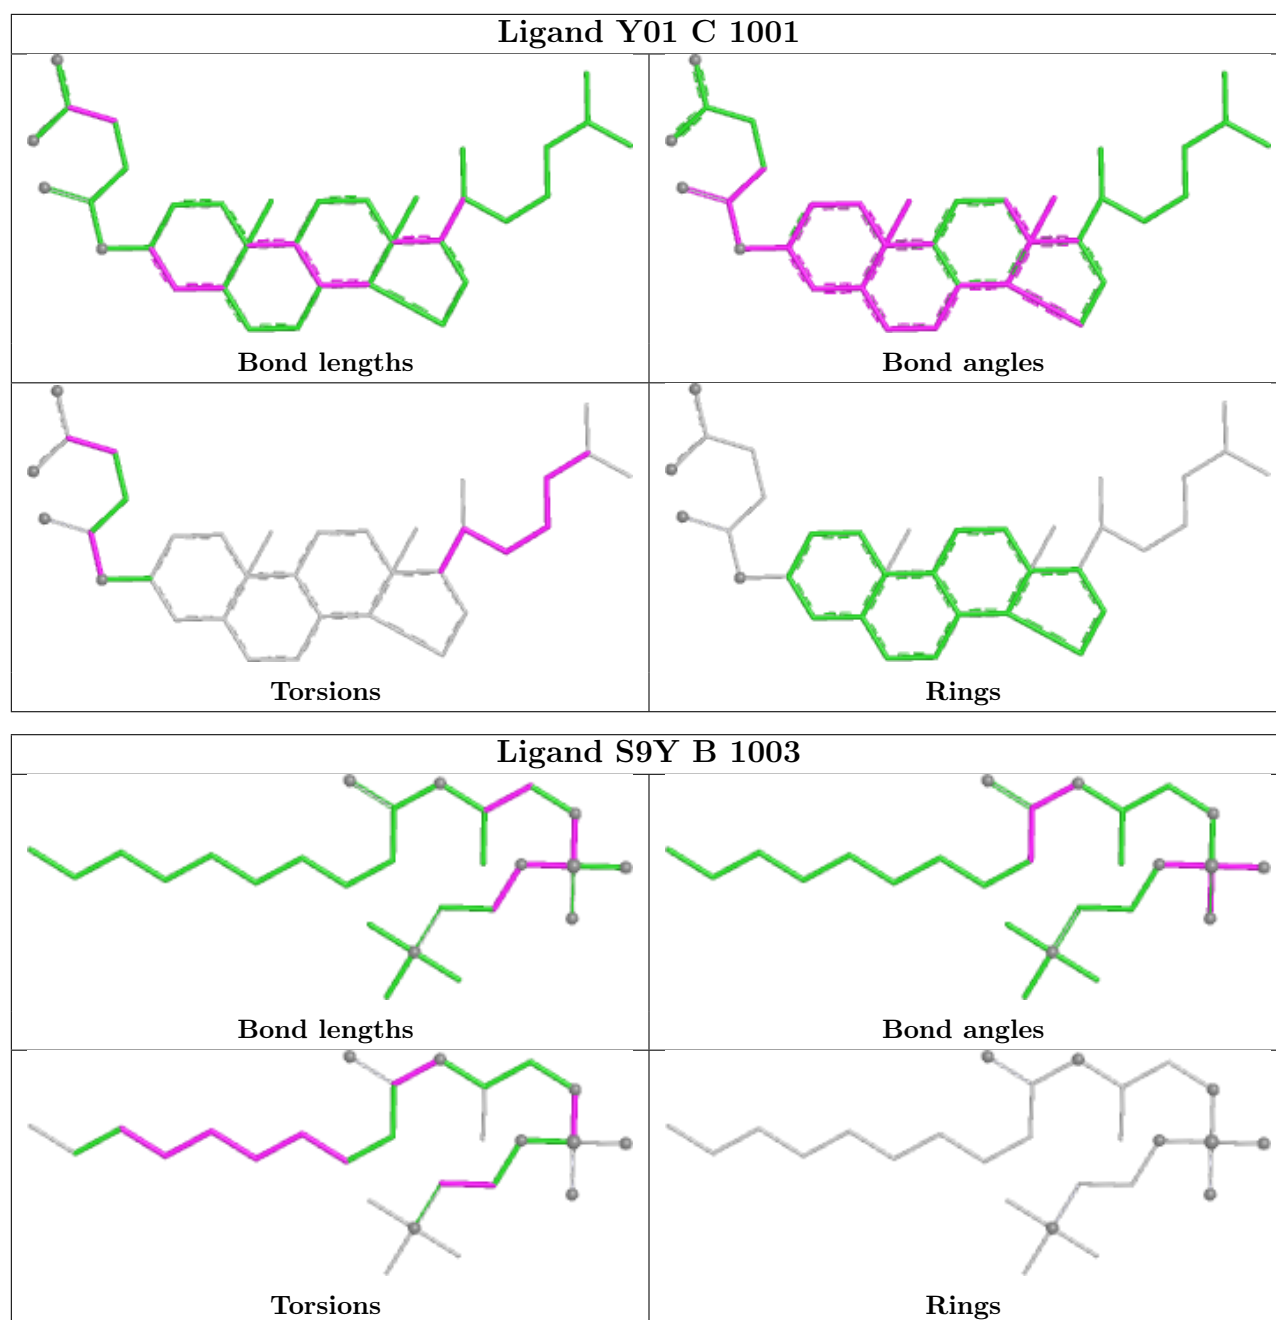 Ligand Y01 C 1001
Bond lengths
Bond angles
Torsions
Rings
Ligand S9Y B 1003
Bond lengths
Bond angles
Torsions
Rings